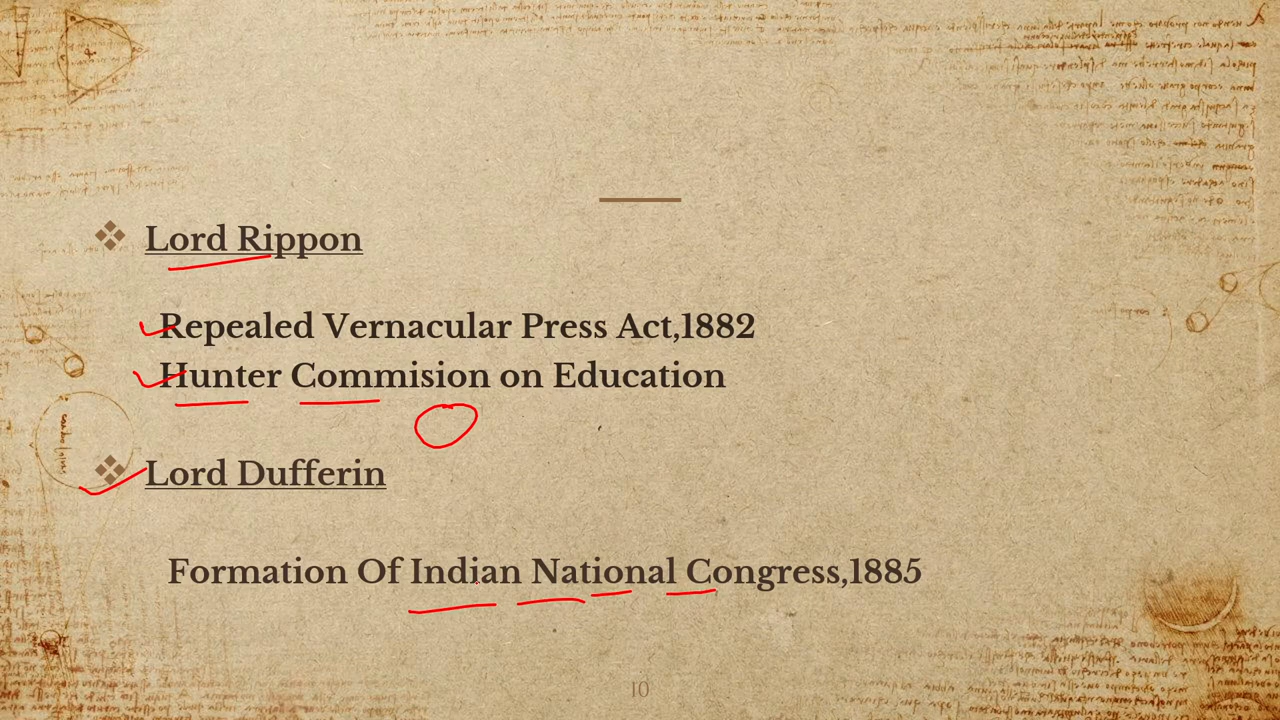 Lord Rippon
Repealed Vernacular Press Act,1882
Hunter Commision on Education
Lord Dufferin
Formation Of Indian National Congress,1885
10